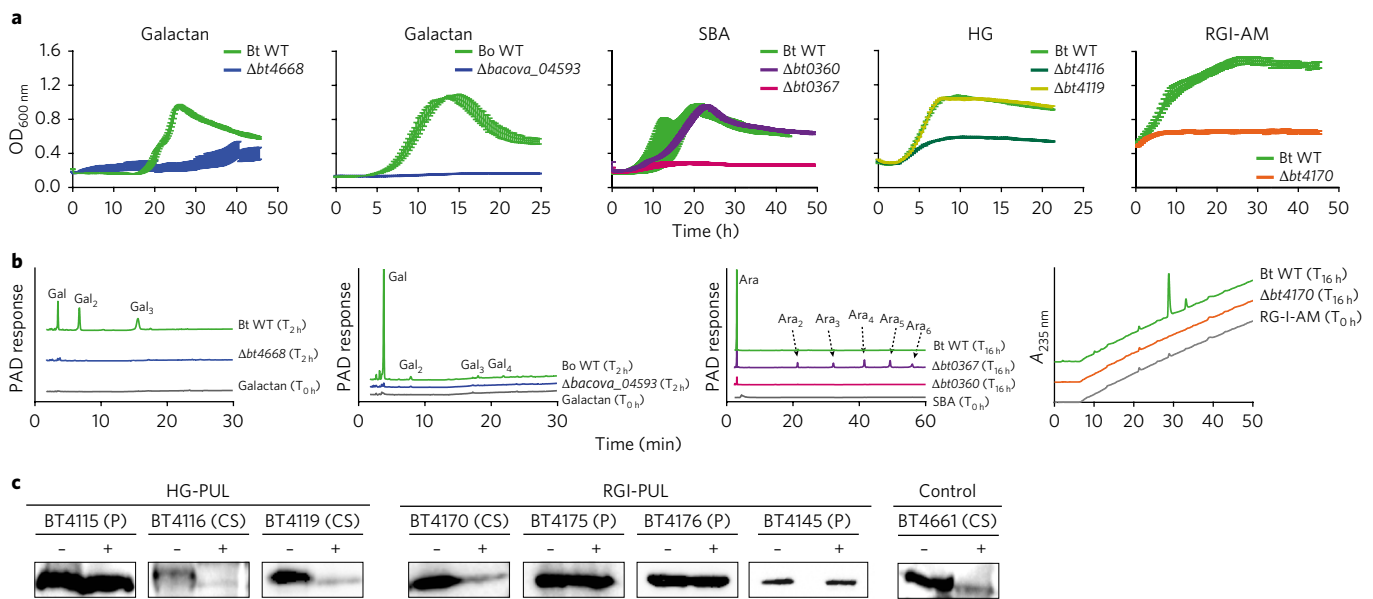 a
Galactan
Galactan
SBA
HG
RGI-AM
OD600 nm
1.6
1.2
0.8
0.4
0.0
Bt WT
Δbt4668
0 10 20 30 40 50
Bo WT
Δbacova_04593
0 5 10 15 20 25
Bt WT
Δbt0360
Δbt0367
0 10 20 30 40 50
Bt WT
Δbt4116
Δbt4119
0 5 10 15 20 25
Bt WT
Δbt4170
0 10 20 30 40 50
Time (h)
b
PAD response
Gal
Gal2
Gal3
Bt WT (T2 h)
Δbt4668 (T2 h)
Galactan (T0 h)
0 10 20 30
PAD response
Gal
Gal2
Gal3
Gal4
Bo WT (T2 h)
Δbacova_04593 (T2 h)
Galactan (T0 h)
0 10 20 30
PAD response
Ara
Ara2
Ara3
Ara4
Ara5
Ara6
Bt WT (T16 h)
Δbt0367 (T16 h)
Δbt0360 (T16 h)
SBA (T0 h)
0 20 40 60
A235 nm
Bt WT (T16 h)
Δbt4170 (T16 h)
RG-I-AM (T0 h)
0 10 20 30 40 50
Time (min)
c
HG-PUL
RGI-PUL
Control
BT4115 (P)
BT4116 (CS)
BT4119 (CS)
BT4170 (CS)
BT4175 (P)
BT4176 (P)
BT4145 (P)
BT4661 (CS)
– +
– +
– +
– +
– +
– +
– +
– +